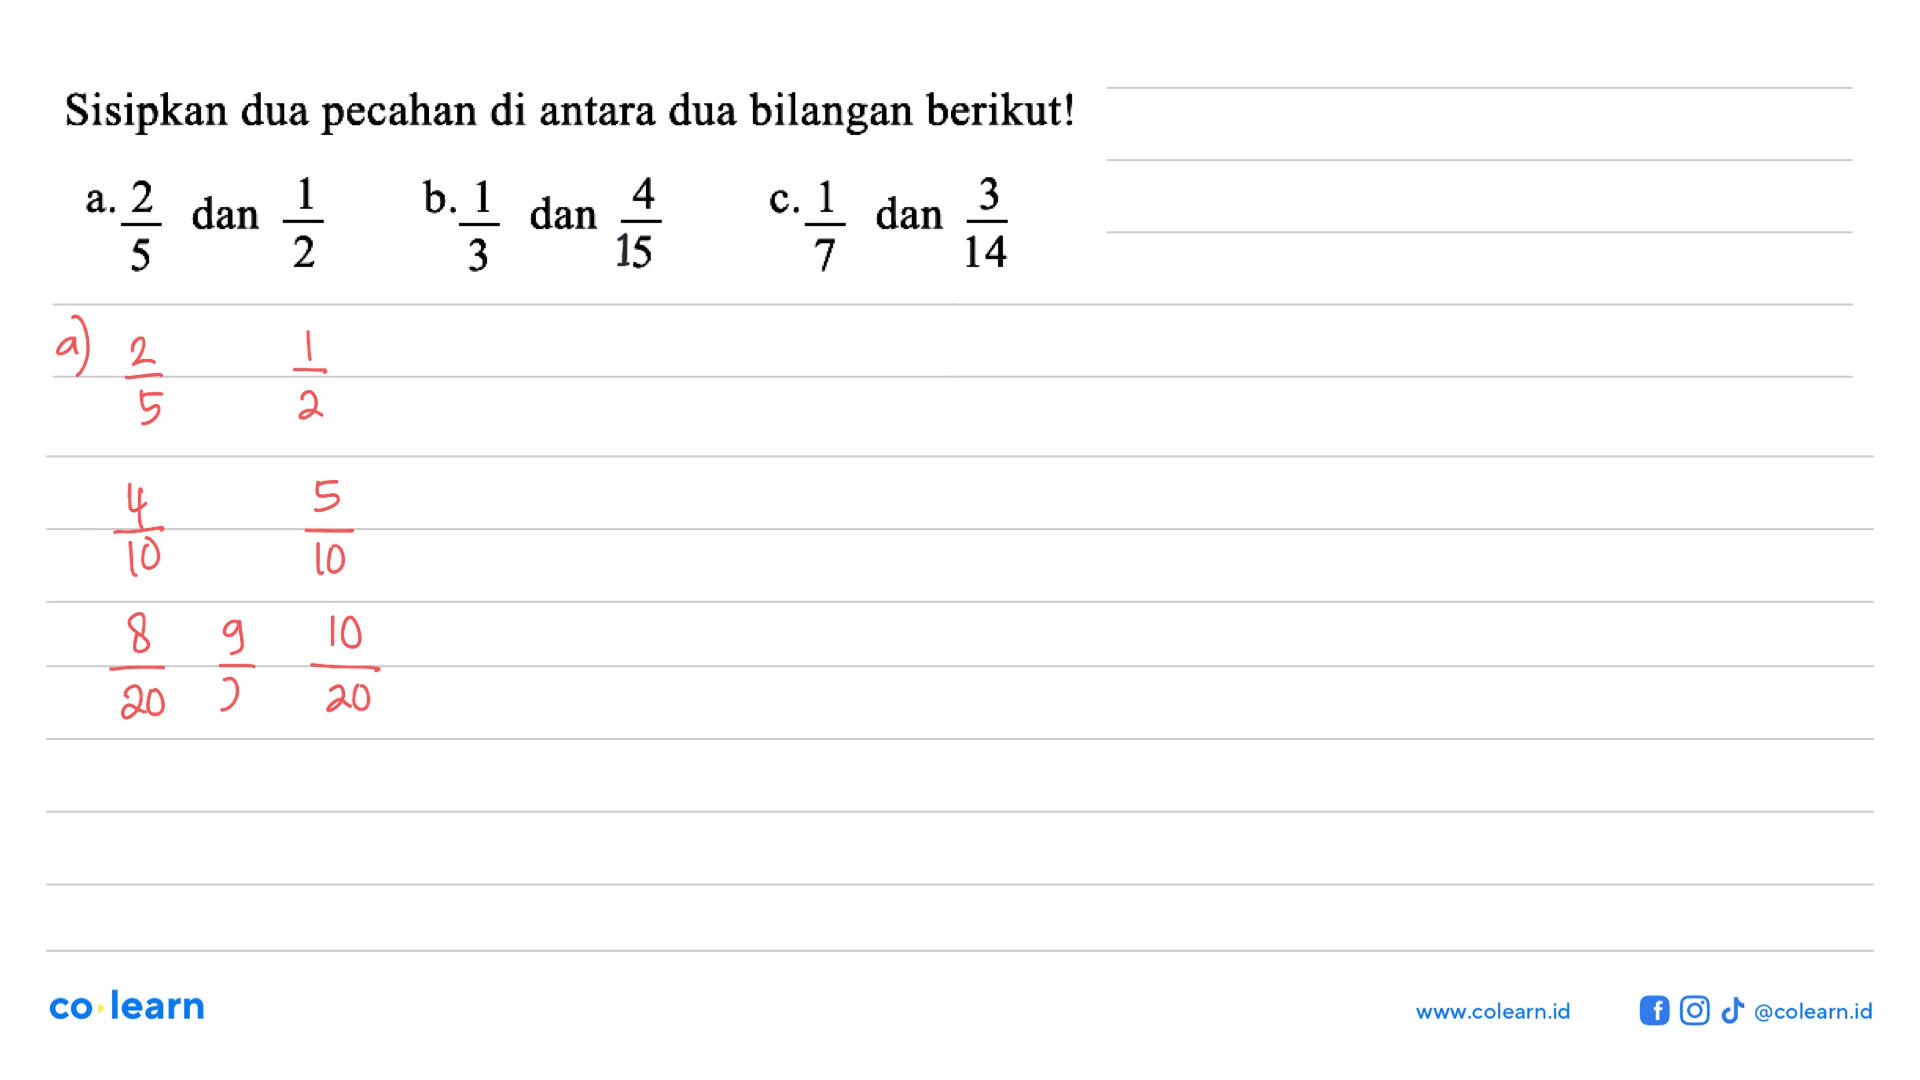 Sisipkan dua pecahan di antara dua bilangan berikut!
a. 2/5 dan 1/2 b. 1/3 dan 4/15 c. 1/7 dan 3/14
a) 2/5 1/2
4/10 5/10
8/20 9/ 10/20
co learn
www.colearn.id @colearn.id